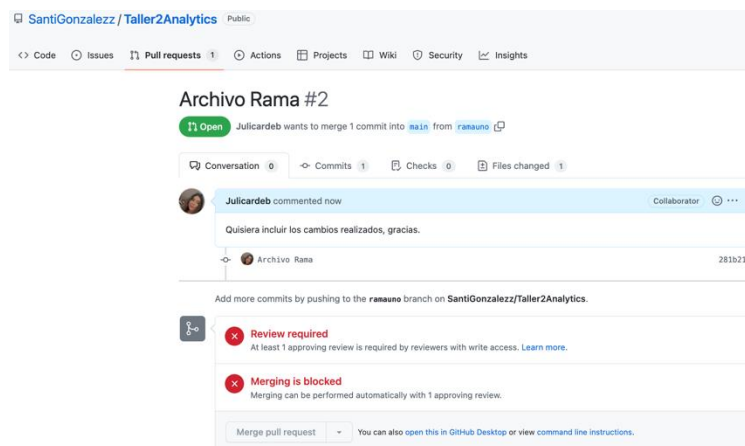 SantiGonzalezz / Taller2Analytics Public
<> Code Issues Pull requests 1 Actions Projects Wiki Security Insights
Archivo Rama #2
Open Julicardeb wants to merge 1 commit into main from ramauno
Conversation 0 Commits 1 Checks 0 Files changed 1
Julicardeb commented now Collaborator ...
Quisiera incluir los cambios realizados, gracias.
Archivo Rama 281b21
Add more commits by pushing to the ramauno branch on SantiGonzalezz/Taller2Analytics.
Review required
At least 1 approving review is required by reviewers with write access. Learn more.
Merging is blocked
Merging can be performed automatically with 1 approving review.
Merge pull request You can also open this in GitHub Desktop or view command line instructions.